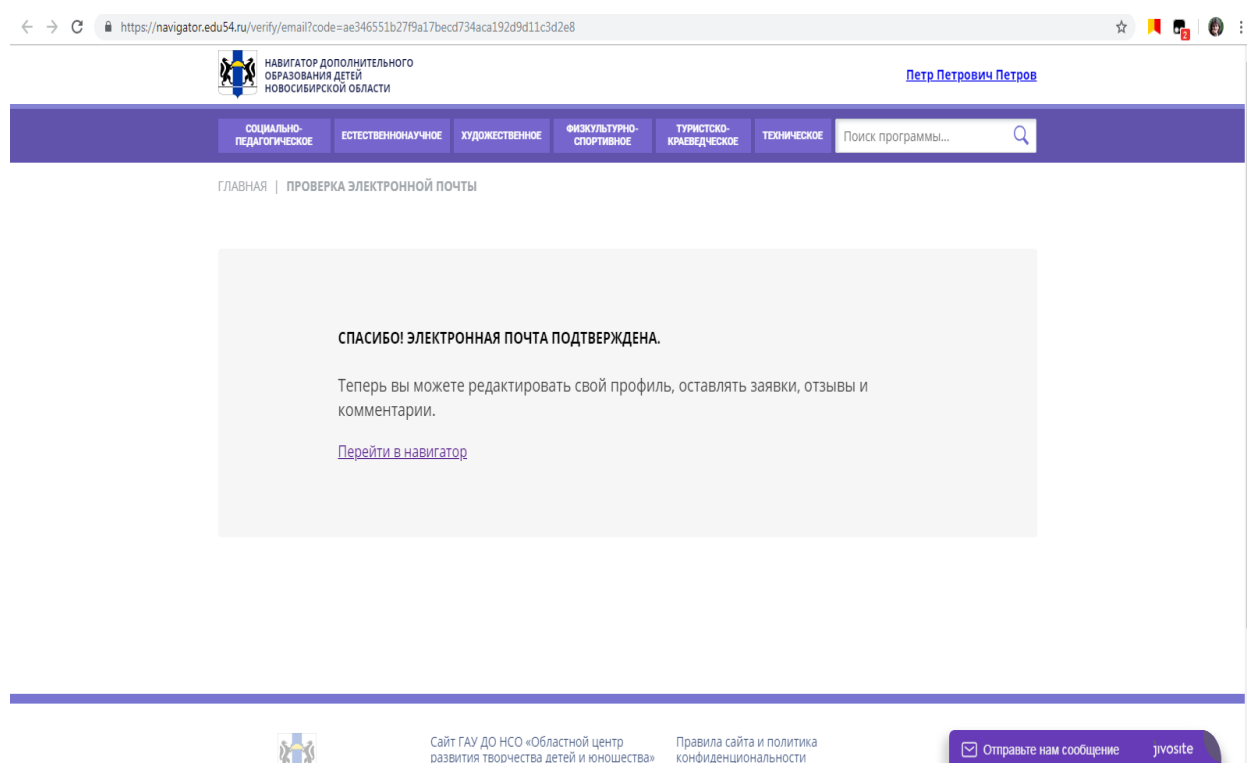 https://navigator.edu54.ru/verify/email?code=ae346551b27f9a17becd734aca192d9d11c3d2e8
2
НАВИГАТОР ДОПОЛНИТЕЛЬНОГО
ОБРАЗОВАНИЯ ДЕТЕЙ
НОВОСИБИРСКОЙ ОБЛАСТИ
Петр Петрович Петров
СОЦИАЛЬНО-
ПЕДАГОГИЧЕСКОЕ
ЕСТЕСТВЕННОНАУЧНОЕ
ХУДОЖЕСТВЕННОЕ
ФИЗКУЛЬТУРНО-
СПОРТИВНОЕ
ТУРИСТСКО-
КРАЕВЕДЧЕСКОЕ
ТЕХНИЧЕСКОЕ
Поиск программы...
ГЛАВНАЯ | ПРОВЕРКА ЭЛЕКТРОННОЙ ПОЧТЫ
СПАСИБО! ЭЛЕКТРОННАЯ ПОЧТА ПОДТВЕРЖДЕНА.
Теперь вы можете редактировать свой профиль, оставлять заявки, отзывы и
комментарии.
Перейти в навигатор
Сайт ГАУ ДО НСО «Областной центр
развития творчества детей и юношества»
Правила сайта и политика
конфиденциональности
Отправьте нам сообщение
jivosite